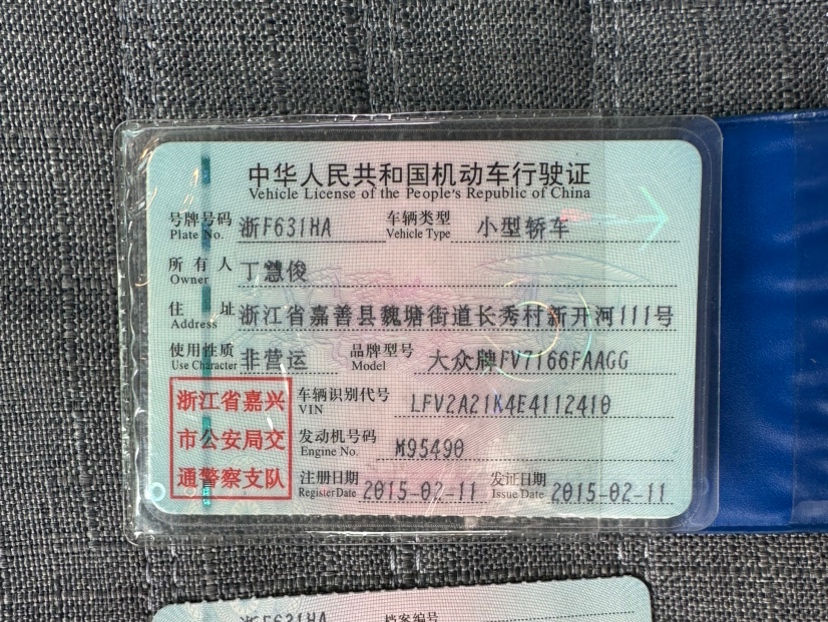 中华人民共和国机动车行驶证
Vehicle License of the People's Republic of China
号牌号码 浙F631HA 车辆类型 小型轿车
Plate No. Vehicle Type
所有人 丁慧俊
Owner
住址 浙江省嘉善县魏塘街道长秀村新开河111号
Address
使用性质 非营运 品牌型号 大众牌FV7166FAAGG
Use Character Model
浙江省嘉兴
市公安局交
通警察支队
车辆识别代号 LFV2A21K4E4112410
VIN
发动机号码 M95490
Engine No.
注册日期 2015-02-11 发证日期 2015-02-11
Register Date Issue Date
浙F631HA 档案编号